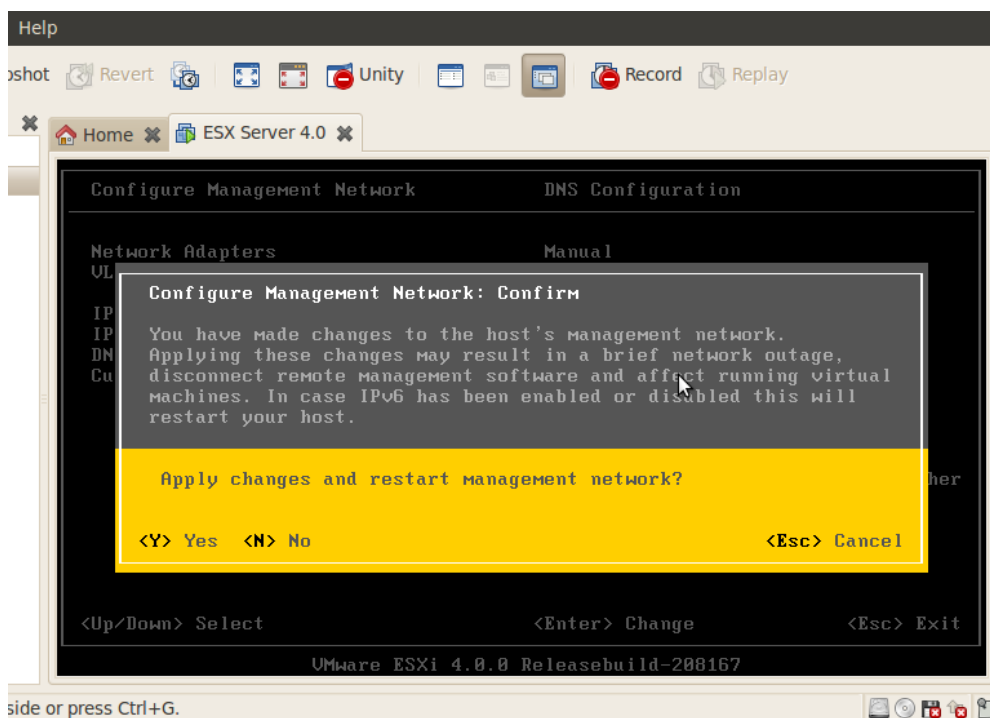 Help
pshot Revert Unity Record Replay
Home ESX Server 4.0
Configure Management Network DNS Configuration
Network Adapters Manual
VL
Configure Management Network: Confirm
IP
IP You have made changes to the host's management network.
DN Applying these changes may result in a brief network outage,
Cu disconnect remote management software and affect running virtual
machines. In case IPv6 has been enabled or disabled this will
restart your host.
Apply changes and restart management network?
her
<Y> Yes <N> No <Esc> Cancel
<Up/Down> Select <Enter> Change <Esc> Exit
VMware ESXi 4.0.0 Releasebuild-208167
side or press Ctrl+G.